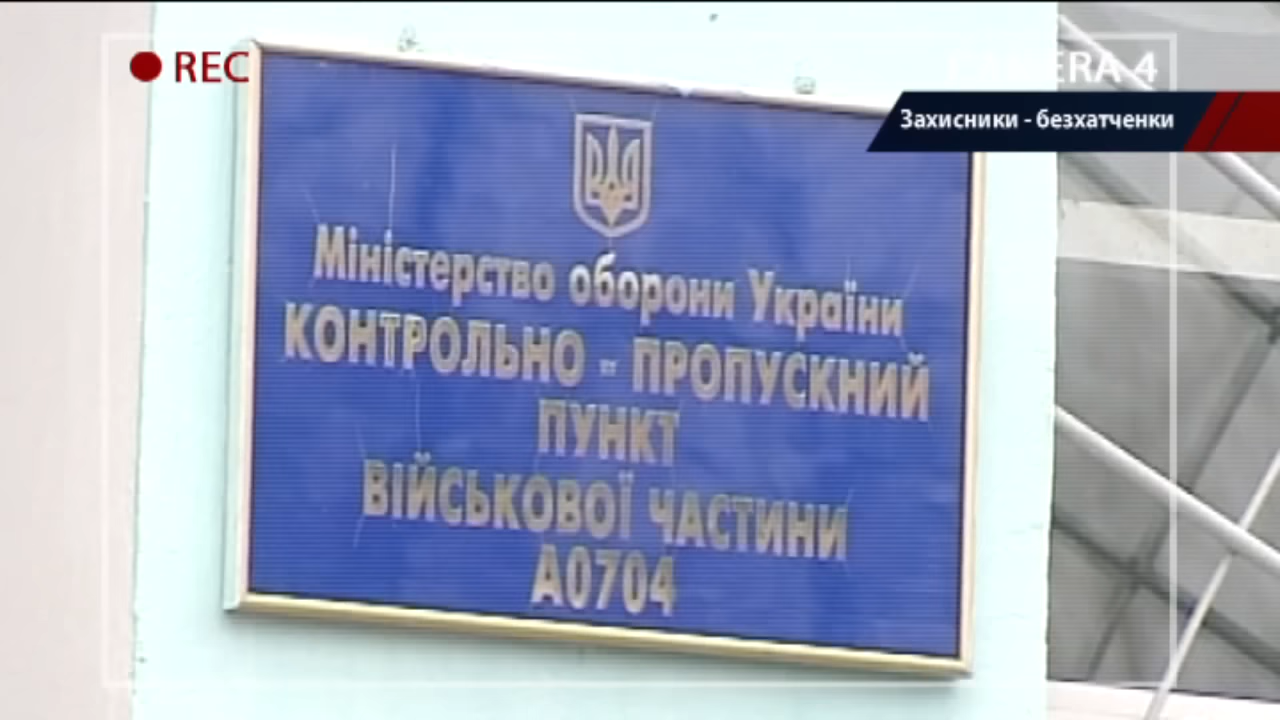 REC
CAMERA 4
Захисники - безхатченки
Міністерство оборони України
КОНТРОЛЬНО - ПРОПУСКНИЙ
ПУНКТ
ВІЙСЬКОВОЇ ЧАСТИНИ
А0704